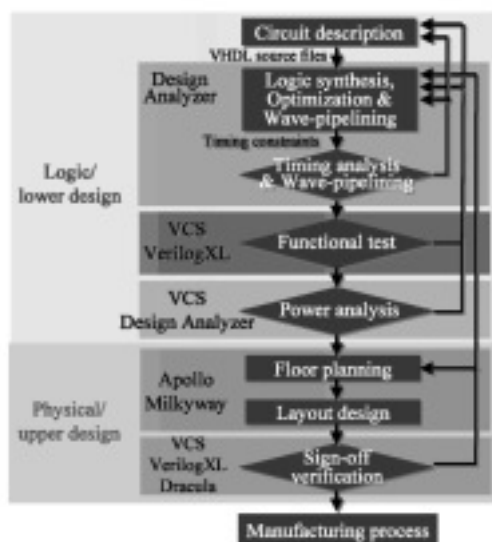 Circuit description
VHDL source files
Design
Analyzer
Logic synthesis,
Optimization &
Wave-pipelining
Timing constraints
Timing analysis
& Wave-pipelining
Logic/
lower design
VCS
VerilogXL
Functional test
VCS
Design Analyzer
Power analysis
Physical/
upper design
Apollo
Milkyway
Floor planning
Layout design
VCS
VerilogXL
Dracula
Sign-off
verification
Manufacturing process